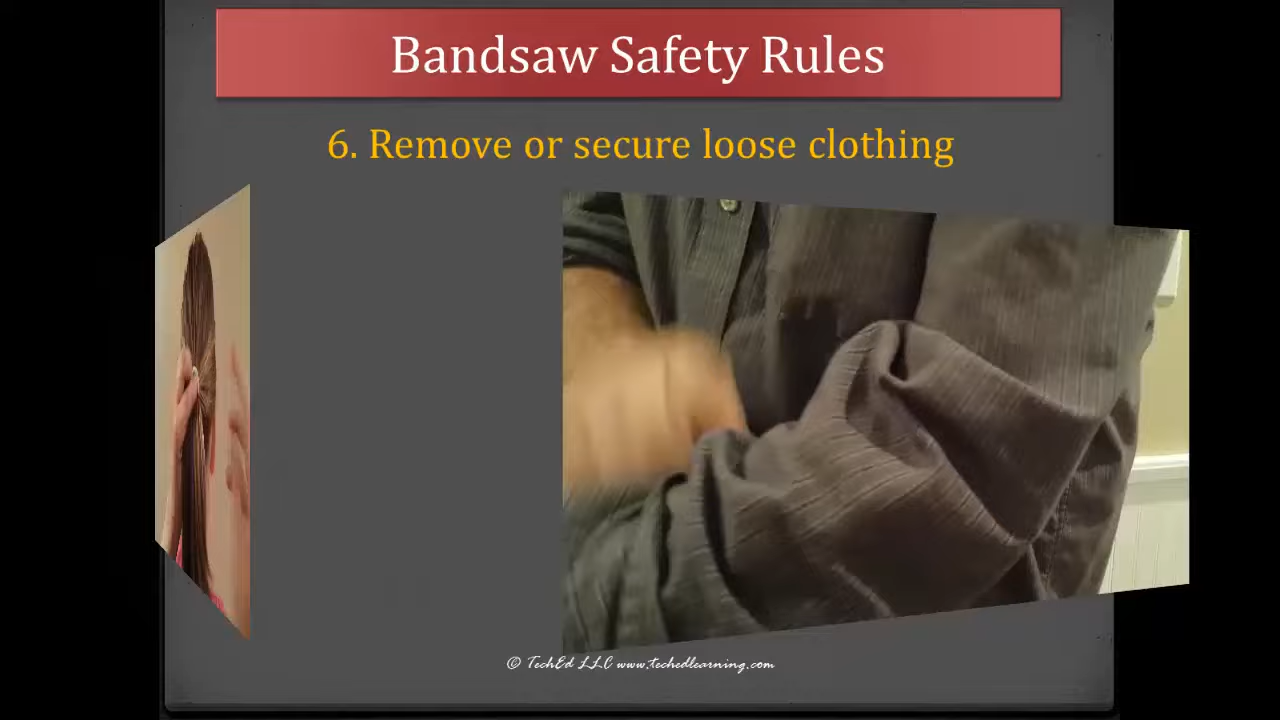 Bandsaw Safety Rules
6. Remove or secure loose clothing
© TechEd LLC www.techedlearning.com